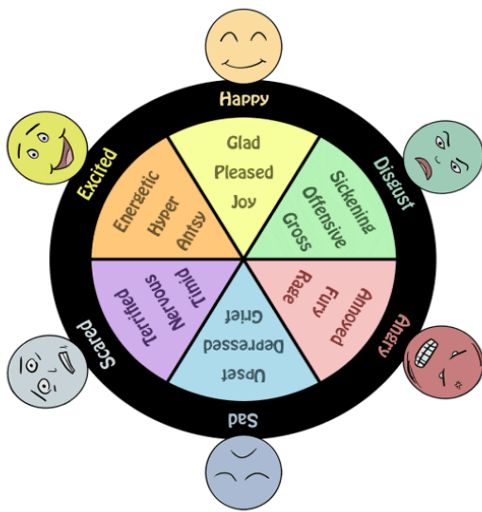 Happy
Glad
Pleased
Joy
Disgust
Sickening
Offensive
Gross
Angry
Annoyed
Fury
Rage
Sad
Upset
Depressed
Grief
Scared
Terrified
Nervous
Timid
Excited
Energetic
Hyper
Antsy